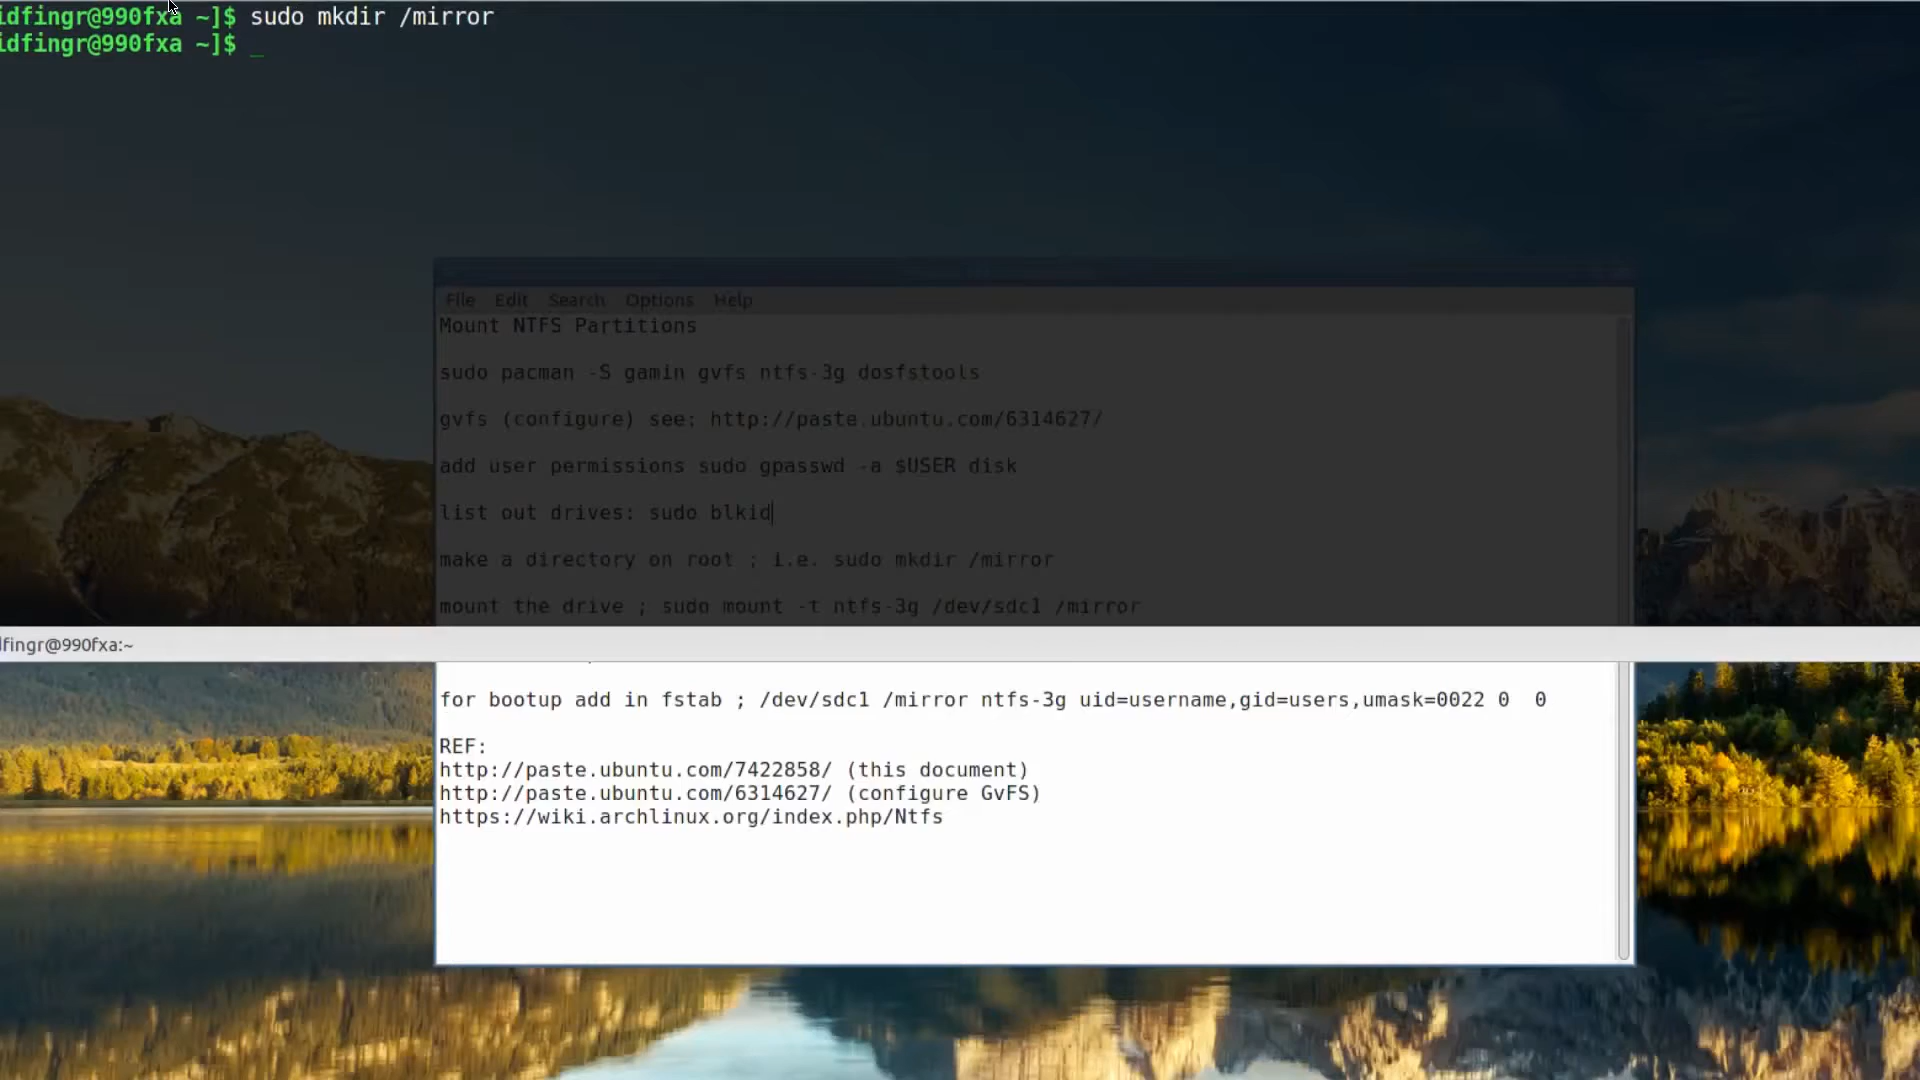 idfingr@990fxa ~]$ sudo mkdir /mirror
idfingr@990fxa ~]$ _
File Edit Search Options Help
Mount NTFS Partitions
sudo pacman -S gamin gvfs ntfs-3g dosfstools
gvfs (configure) see: http://paste.ubuntu.com/6314627/
add user permissions sudo gpasswd -a $USER disk
list out drives: sudo blkid
make a directory on root ; i.e. sudo mkdir /mirror
mount the drive ; sudo mount -t ntfs-3g /dev/sdc1 /mirror
dfingr@990fxa:~
for bootup add in fstab ; /dev/sdc1 /mirror ntfs-3g uid=username,gid=users,umask=0022 0  0
REF:
http://paste.ubuntu.com/7422858/ (this document)
http://paste.ubuntu.com/6314627/ (configure GvFS)
https://wiki.archlinux.org/index.php/Ntfs